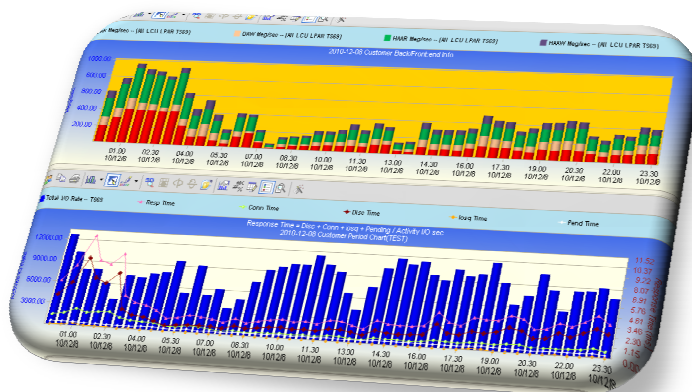 Meg/sec -- (All LCU LPAR TS69) DAW Meg/sec -- (All LCU LPAR TS69) HAAR Meg/sec -- (All LCU LPAR TS69) HAAW Meg/sec -- (All LCU LPAR TS69)
2010-12-08 Customer Back/Front end Info
1000.00
800.00
600.00
400.00
200.00
01.00 02.30 04.00 05.30 07.00 08.30 10.00 11.30 13.00 14.30 16.00 17.30 19.00 20.30 22.00 23.30
10/12/8 10/12/8 10/12/8 10/12/8 10/12/8 10/12/8 10/12/8 10/12/8 10/12/8 10/12/8 10/12/8 10/12/8 10/12/8 10/12/8 10/12/8 10/12/8
Total I/O Rate -- TS69 Resp Time Conn Time Disc Time Iosq Time Pend Time
Response Time = Disc + Conn + Iosq + Pending / Activity I/O sec
2010-12-08 Customer Period Chart(TEST)
12000.00
9000.00
6000.00
3000.00
11.52
10.37
9.22
8.07
6.91
5.76
4.61
3.46
2.30
1.15
0.00
01.00 02.30 04.00 05.30 07.00 08.30 10.00 11.30 13.00 14.30 16.00 17.30 19.00 20.30 22.00 23.30
10/12/8 10/12/8 10/12/8 10/12/8 10/12/8 10/12/8 10/12/8 10/12/8 10/12/8 10/12/8 10/12/8 10/12/8 10/12/8 10/12/8 10/12/8 10/12/8